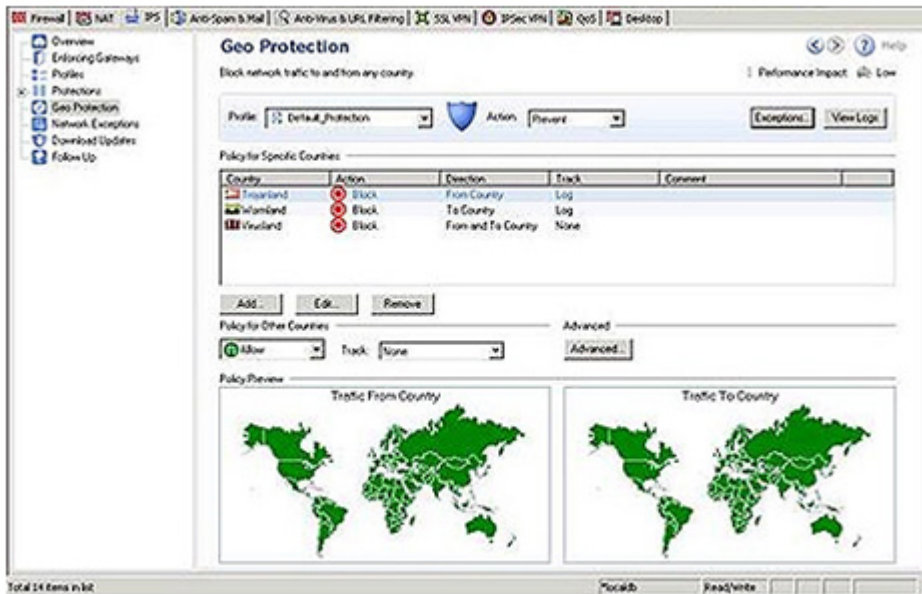 Firewall NAT IPS Anti-Spam & Mail Anti-Virus & URL Filtering SSL VPN IPSec VPN QoS Desktop
Overview
Enforcing Gateways
Profiles
Protections
Geo Protection
Network Exceptions
Download Updates
Follow Up
Geo Protection
Help
Block network traffic to and from any country.
Performance Impact: Low
Profile: Default_Protection Action: Prevent Exceptions... View Logs
Policy for Specific Countries
Country Action Direction Track Comment
Trojanland Block From Country Log
Wormland Block To Country Log
Virusland Block From and To Country None
Add... Edit... Remove
Policy for Other Countries Advanced
Allow Track: None Advanced...
Policy Preview
Traffic From Country Traffic To Country
Total 14 items in list *localdb Read/Write